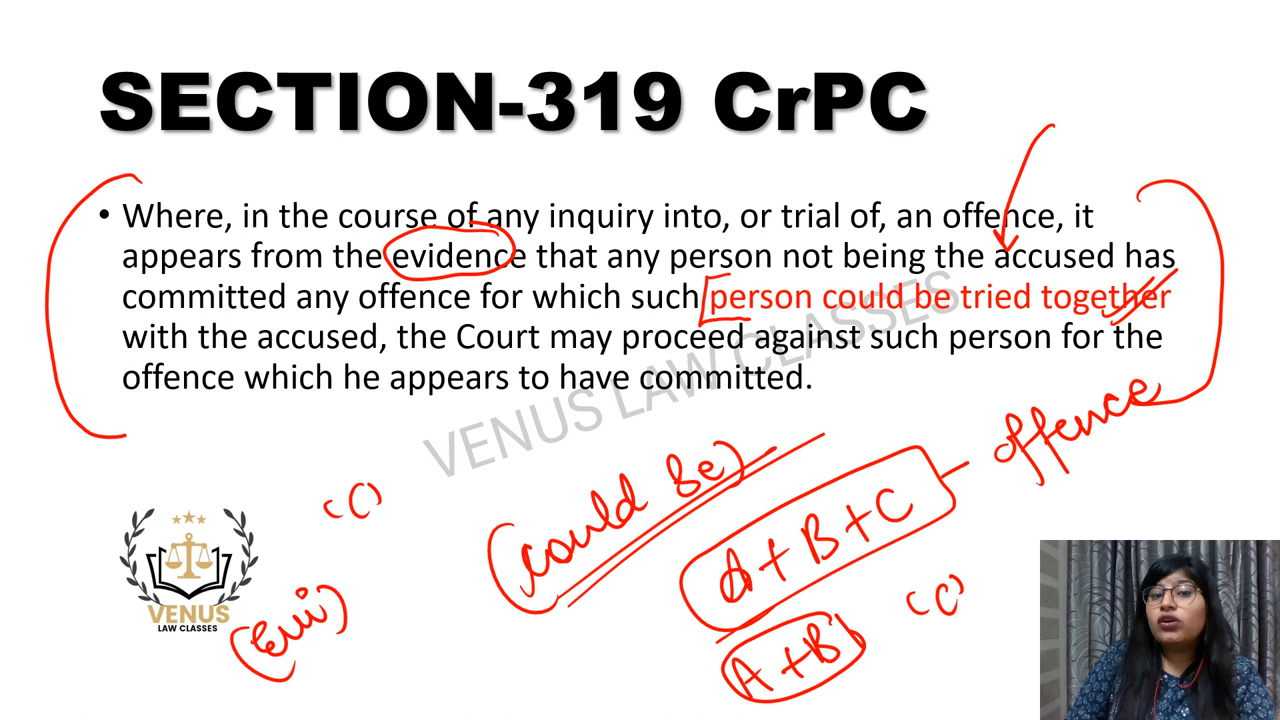 SECTION-319 CrPC
• Where, in the course of any inquiry into, or trial of, an offence, it
appears from the evidence that any person not being the accused has
committed any offence for which such person could be tried together
with the accused, the Court may proceed against such person for the
offence which he appears to have committed.
VENUS LAW CLASSES
offence
(could be)
'C'
A+B+C
'C'
VENUS
LAW CLASSES
(Evi)
A+B